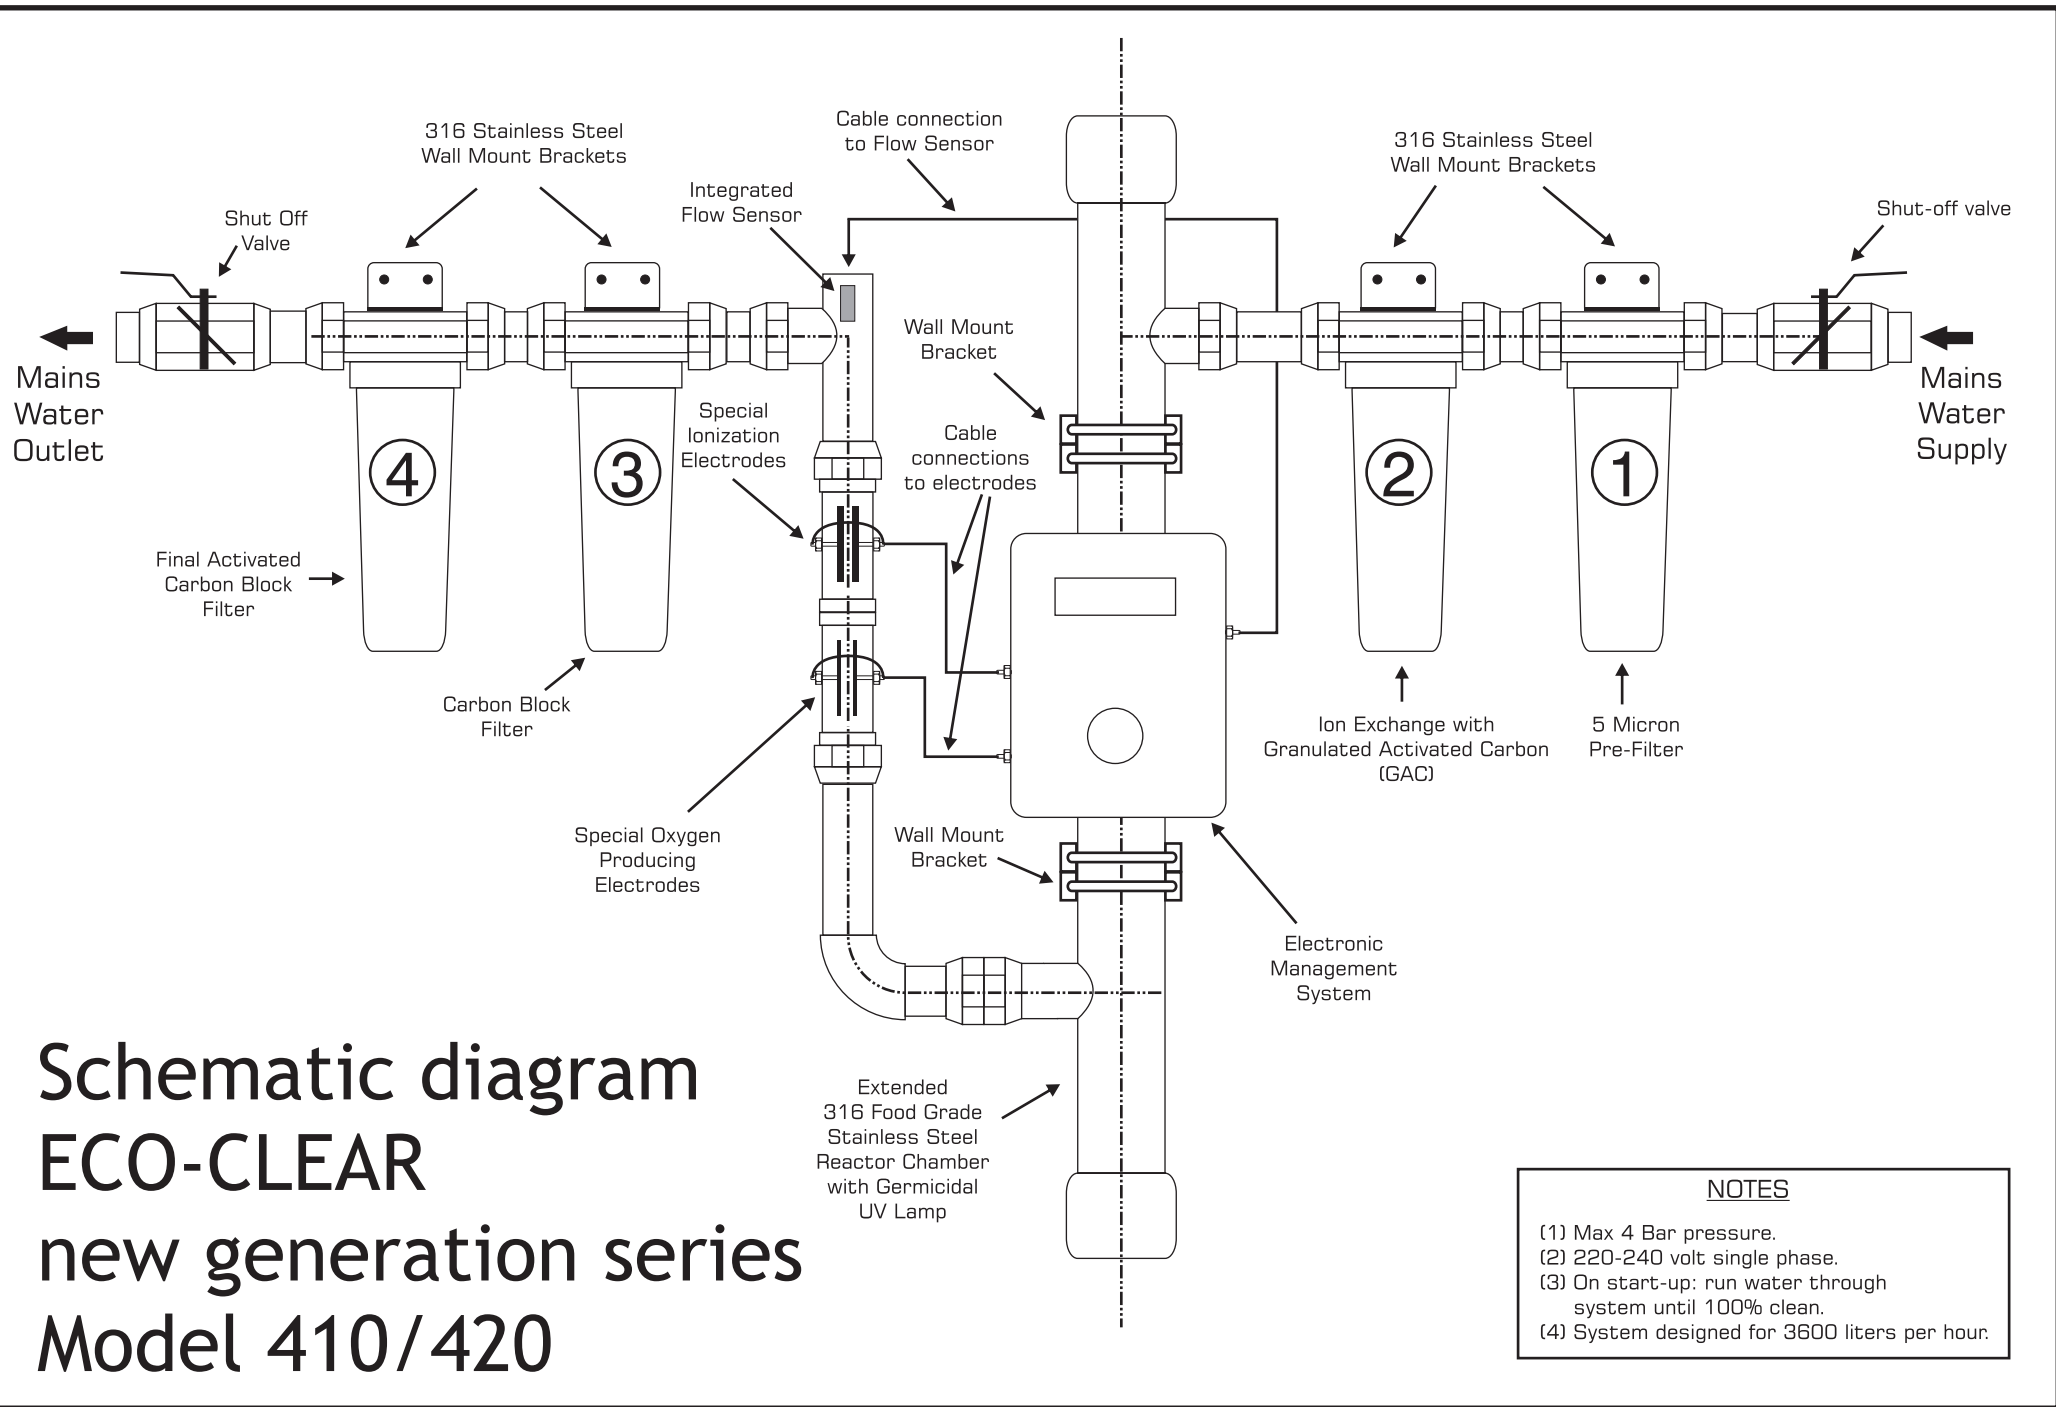 Cable connection
to Flow Sensor
316 Stainless Steel
Wall Mount Brackets
316 Stainless Steel
Wall Mount Brackets
Integrated
Flow Sensor
Shut Off
Valve
Shut-off valve
Wall Mount
Bracket
Mains
Water
Outlet
Mains
Water
Supply
Special
Ionization
Electrodes
Cable
connections
to electrodes
4
3
2
1
Final Activated
Carbon Block
Filter
Carbon Block
Filter
Ion Exchange with
Granulated Activated Carbon
(GAC)
5 Micron
Pre-Filter
Special Oxygen
Producing
Electrodes
Wall Mount
Bracket
Electronic
Management
System
Extended
316 Food Grade
Stainless Steel
Reactor Chamber
with Germicidal
UV Lamp
Schematic diagram
ECO-CLEAR
new generation series
Model 410/420
NOTES
(1) Max 4 Bar pressure.
(2) 220-240 volt single phase.
(3) On start-up: run water through
system until 100% clean.
(4) System designed for 3600 liters per hour.